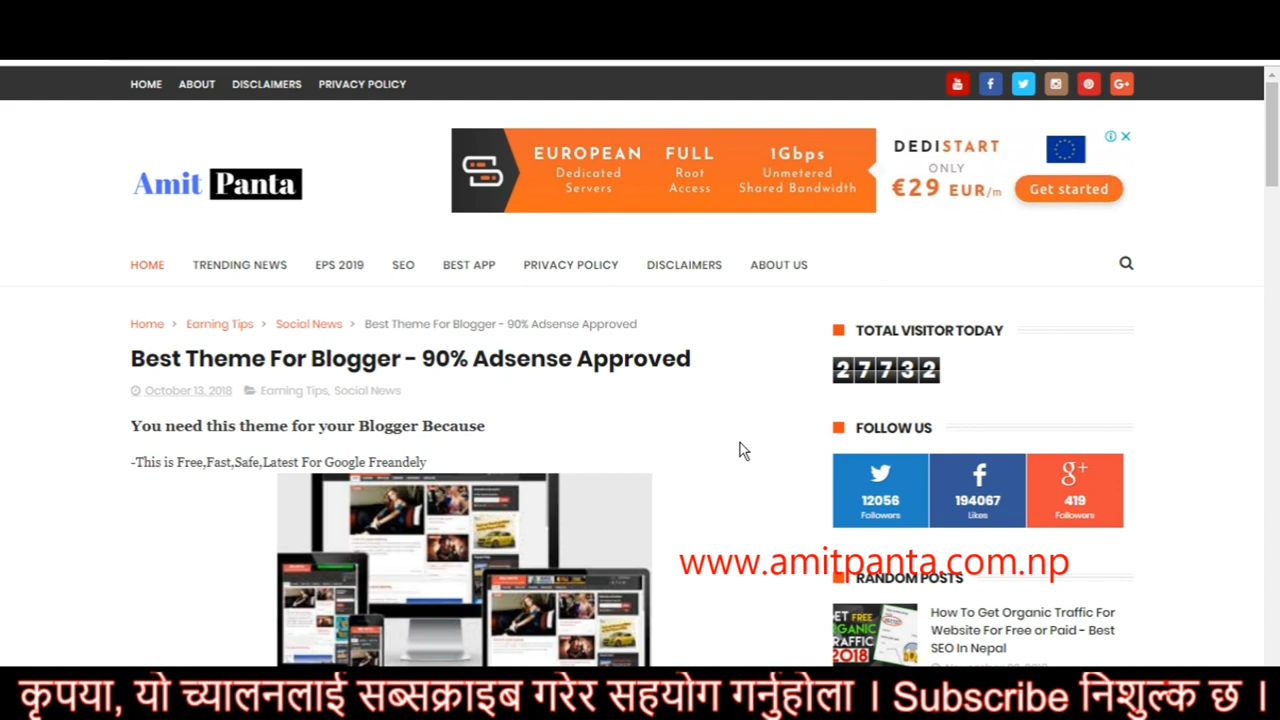 HOME ABOUT DISCLAIMERS PRIVACY POLICY
Amit Panta
EUROPEAN Dedicated Servers
FULL Root Access
1Gbps Unmetered Shared Bandwidth
DEDISTART
ONLY
€29 EUR/m
Get started
HOME TRENDING NEWS EPS 2019 SEO BEST APP PRIVACY POLICY DISCLAIMERS ABOUT US
Home > Earning Tips > Social News > Best Theme For Blogger - 90% Adsense Approved
Best Theme For Blogger - 90% Adsense Approved
October 13, 2018 Earning Tips, Social News
You need this theme for your Blogger Because
-This is Free,Fast,Safe,Latest For Google Freandely
TOTAL VISITOR TODAY
27732
FOLLOW US
12056 194067 419
Followers Likes Followers
www.amitpanta.com.np
RANDOM POSTS
GET FREE ORGANIC TRAFFIC 2018
How To Get Organic Traffic For
Website For Free or Paid - Best
SEO In Nepal
कृपया, यो च्यालनलाई सब्सक्राइब गरेर सहयोग गर्नुहोला । Subscribe निशुल्क छ ।